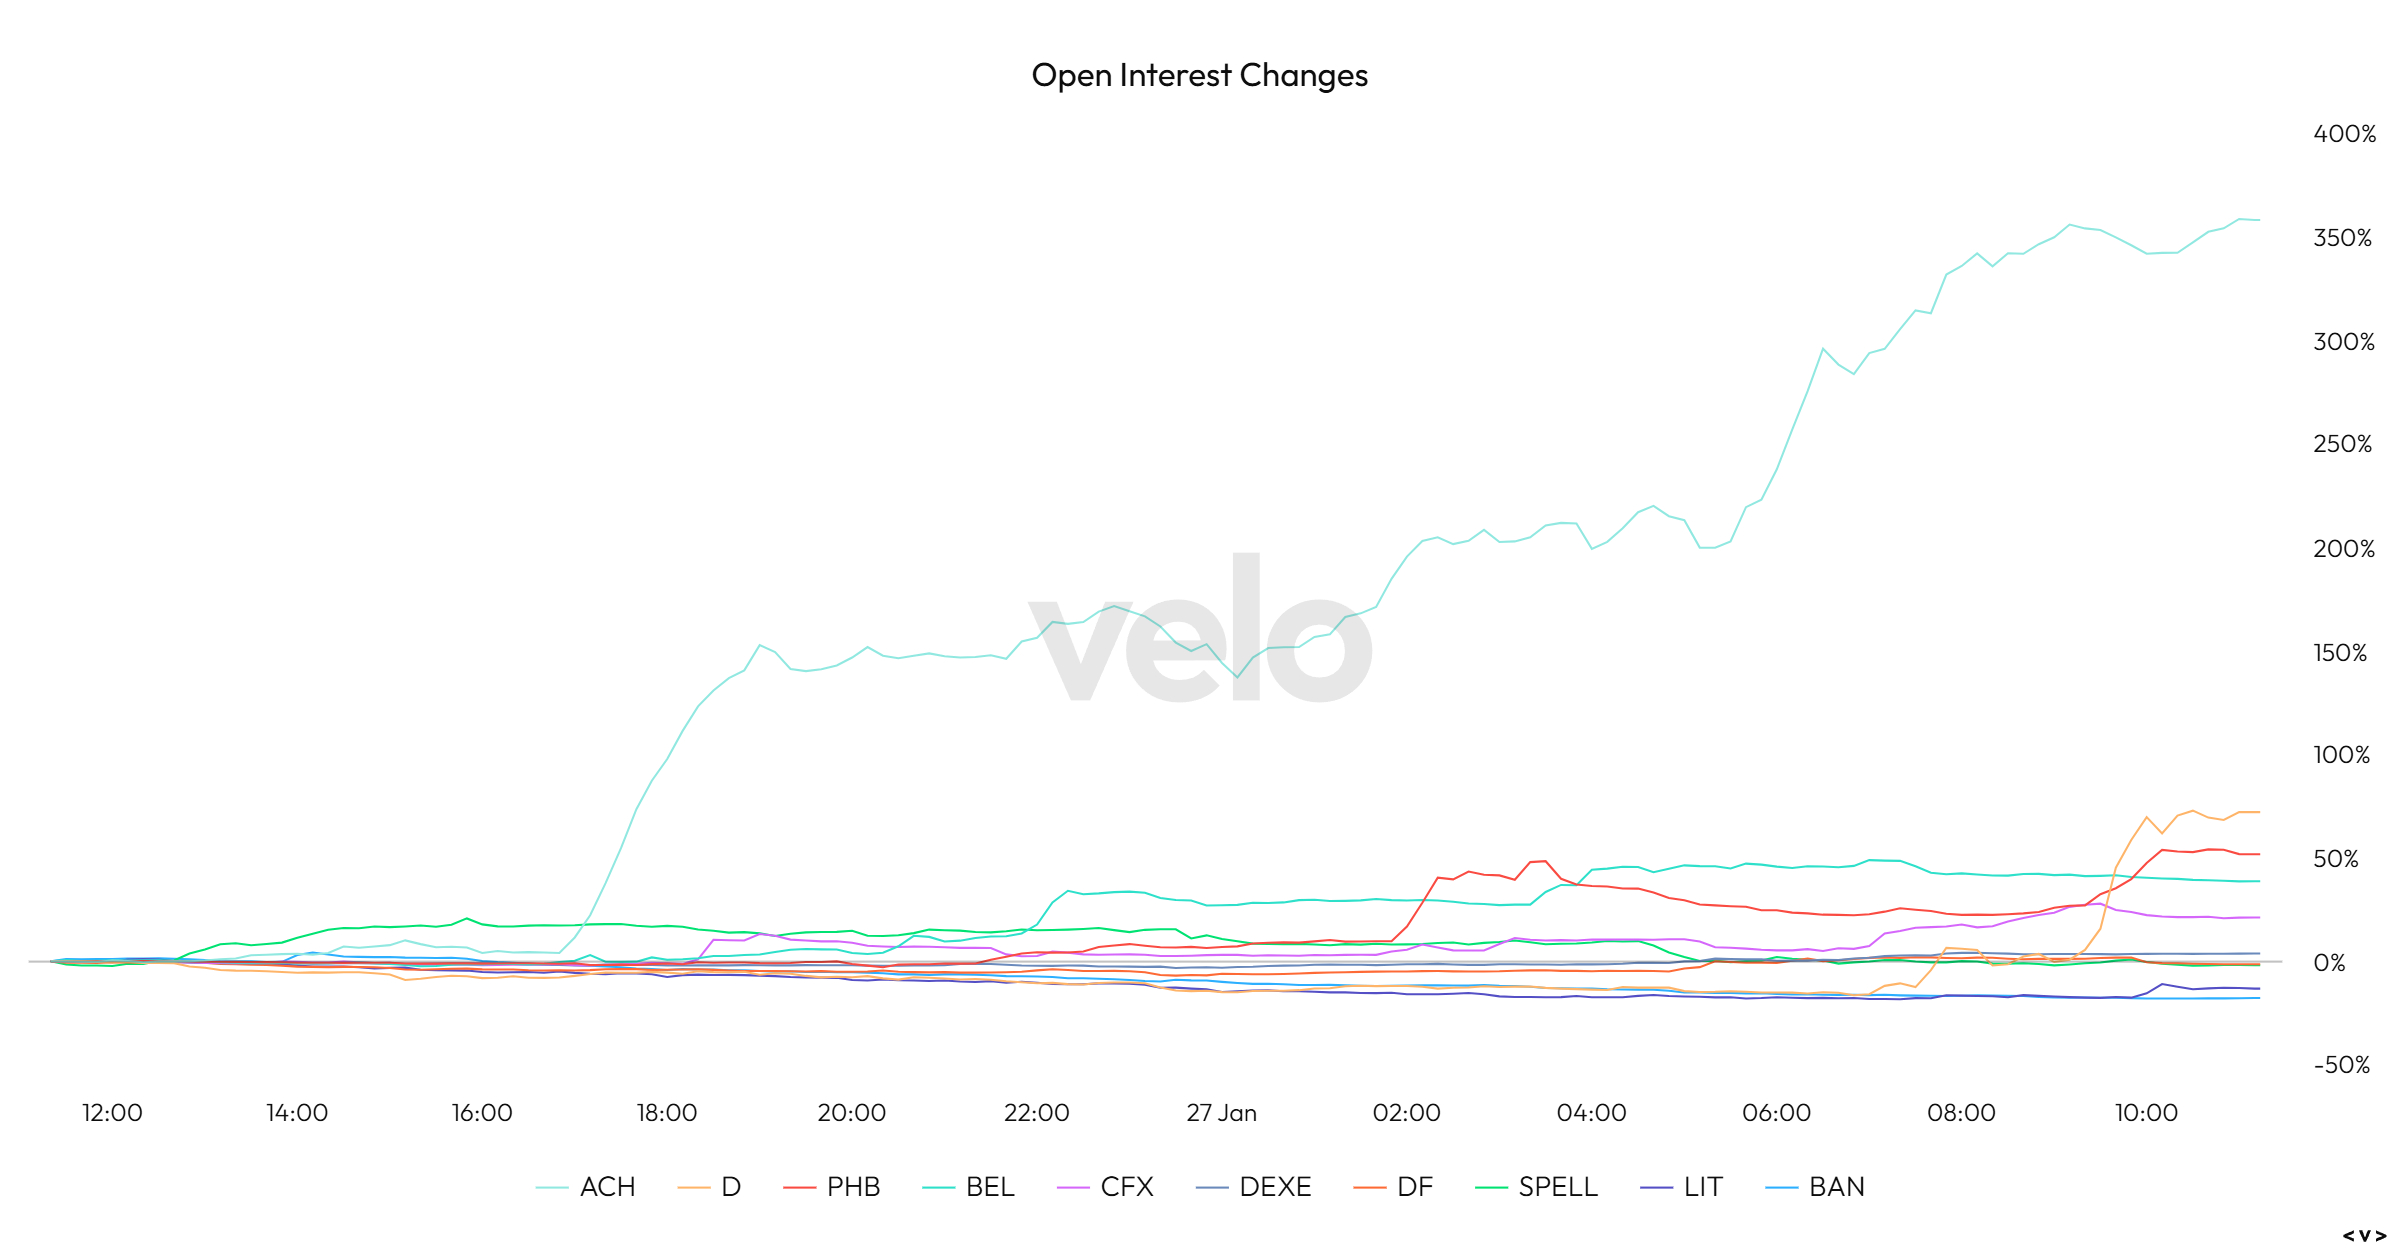 Open Interest Changes
400%
350%
300%
250%
200%
150%
100%
50%
0%
-50%
velo
12:00 14:00 16:00 18:00 20:00 22:00 27 Jan 02:00 04:00 06:00 08:00 10:00
ACH D PHB BEL CFX DEXE DF SPELL LIT BAN
<v>